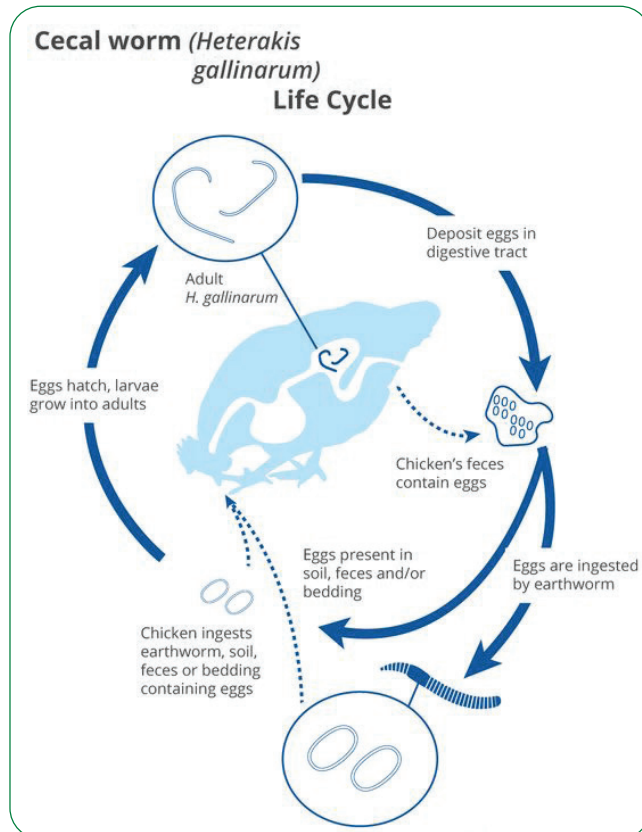 Cecal worm (Heterakis
gallinarum)
Life Cycle
Deposit eggs in
digestive tract
Adult
H. gallinarum
Eggs hatch, larvae
grow into adults
Chicken's feces
contain eggs
Eggs present in
soil, feces and/or
bedding
Eggs are ingested
by earthworm
Chicken ingests
earthworm, soil,
feces or bedding
containing eggs